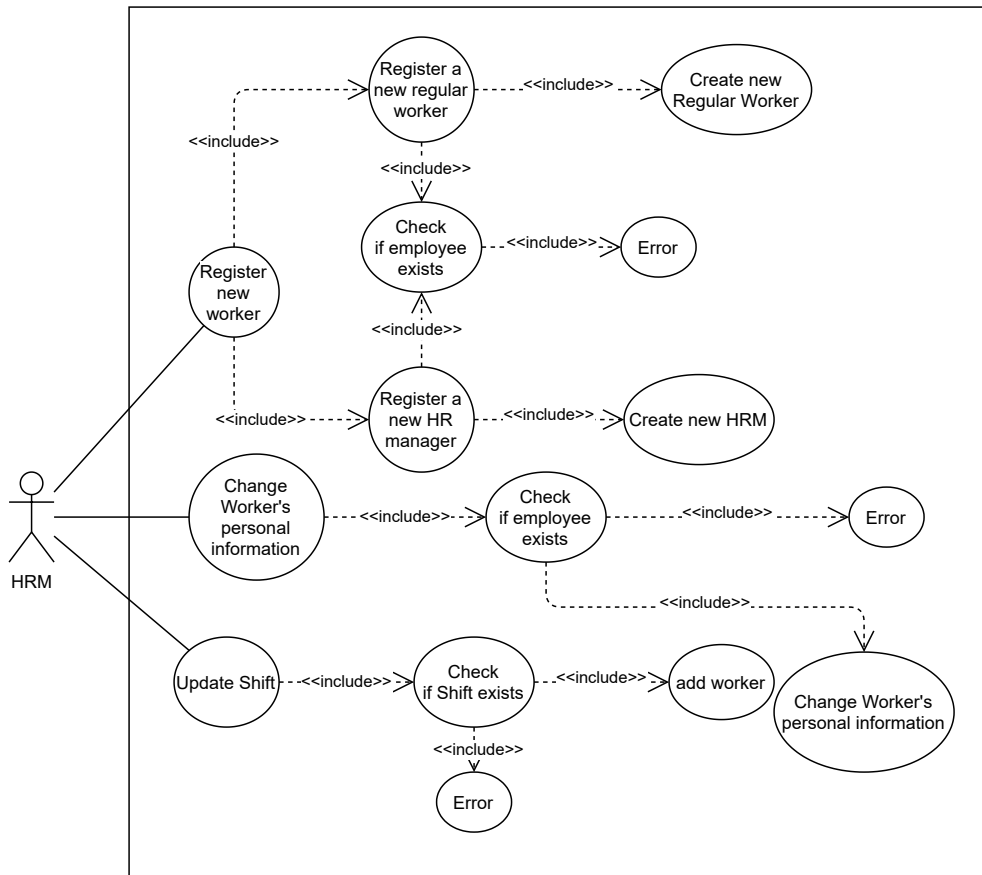 Register a
new regular
worker
<<include>>
Create new
Regular Worker
<<include>>
<<include>>
Check
if employee
exists
<<include>>
Error
Register
new
worker
<<include>>
<<include>>
Register a
new HR
manager
<<include>>
Create new HRM
HRM
Change
Worker's
personal
information
<<include>>
Check
if employee
exists
<<include>>
Error
<<include>>
Change Worker's
personal information
Update Shift
<<include>>
Check
if Shift exists
<<include>>
add worker
<<include>>
Error